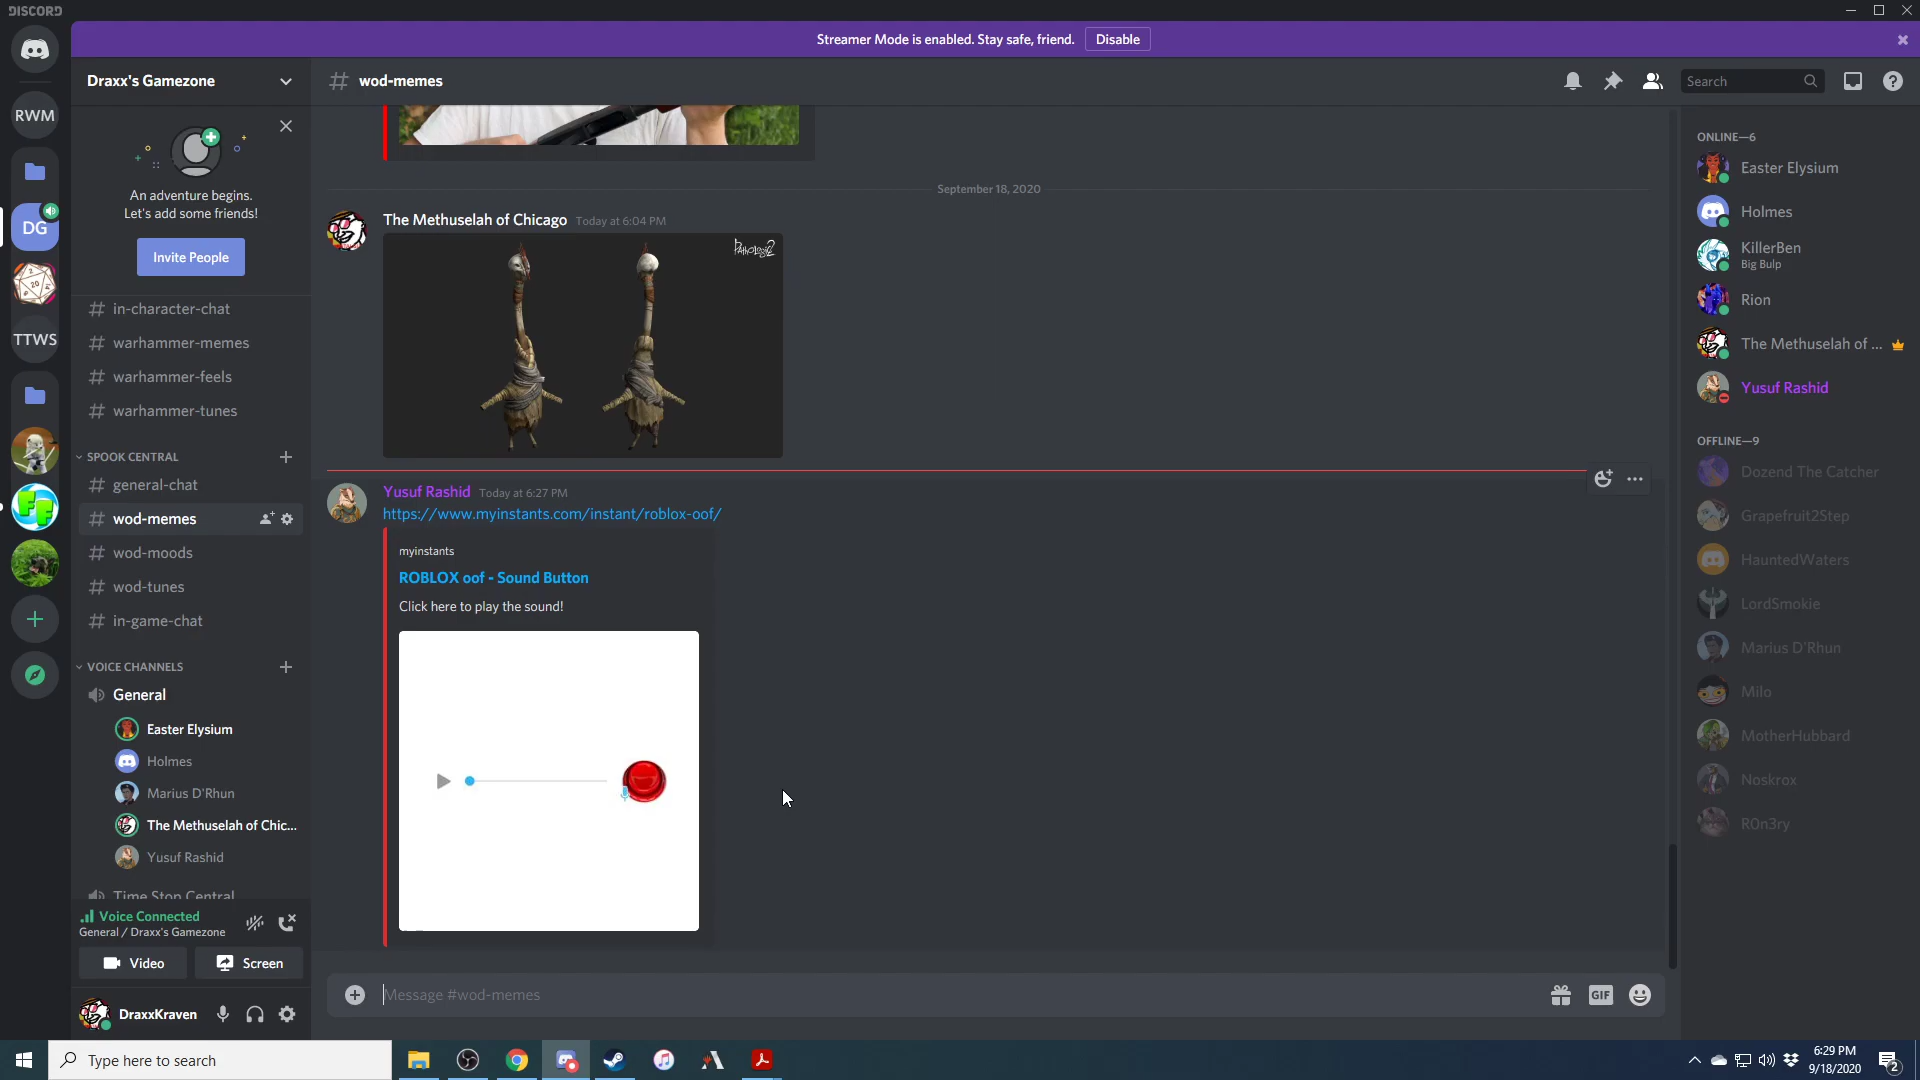 DISCORD
Streamer Mode is enabled. Stay safe, friend.
Disable
Draxx's Gamezone
wod-memes
Search
RWM
DG
20
TTWS
FF
An adventure begins.
Let's add some friends!
Invite People
in-character-chat
warhammer-memes
warhammer-feels
warhammer-tunes
SPOOK CENTRAL
general-chat
wod-memes
wod-moods
wod-tunes
in-game-chat
VOICE CHANNELS
General
Easter Elysium
Holmes
Marius D'Rhun
The Methuselah of Chic...
Yusuf Rashid
Time Stop Central
Voice Connected
General / Draxx's Gamezone
Video
Screen
DraxxKraven
September 18, 2020
The Methuselah of Chicago Today at 6:04 PM
Pathologic2
Yusuf Rashid Today at 6:27 PM
https://www.myinstants.com/instant/roblox-oof/
myinstants
ROBLOX oof - Sound Button
Click here to play the sound!
Message #wod-memes
GIF
ONLINE—6
Easter Elysium
Holmes
KillerBen
Big Bulp
Rion
The Methuselah of ...
Yusuf Rashid
OFFLINE—9
Dozend The Catcher
Grapefruit2Step
HauntedWaters
LordSmokie
Marius D'Rhun
Milo
MotherHubbard
Noskrox
R0n3ry
Type here to search
6:29 PM
9/18/2020
2